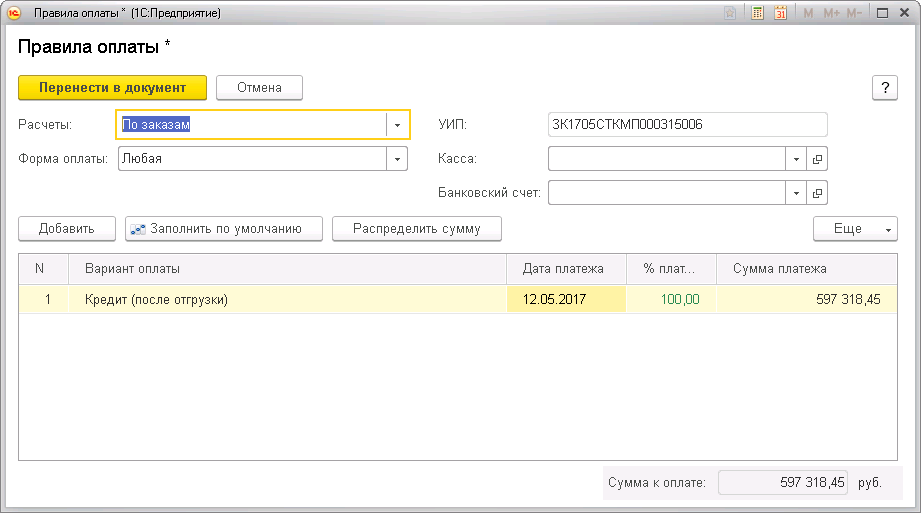 Правила оплаты * (1С:Предприятие)
M M+ M-
31
Правила оплаты *
Перенести в документ Отмена ?
Расчеты: По заказам УИП: ЗК1705СТКМП000315006
Форма оплаты: Любая Касса:
Банковский счет:
Добавить Заполнить по умолчанию Распределить сумму Еще
N Вариант оплаты Дата платежа % плат... Сумма платежа
1 Кредит (после отгрузки) 12.05.2017 100,00 597 318,45
Сумма к оплате: 597 318,45 руб.